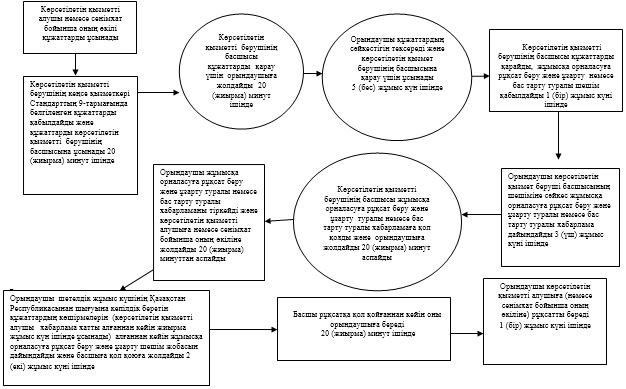 Көрсетілетін қызметті
алушы немесе сенімхат
бойынша оның өкілі
құжаттарды ұсынады
Көрсетілетін қызметті
берушінің кеңсе қызметкері
Стандарттың 9-тармағында
белгіленген құжаттарды
қабылдайды және
құжаттарды көрсетілетін
қызметті берушінің
басшысына ұсынады 20
(жиырма) минут ішінде
Көрсетілетін
қызметті берушінің
басшысы
құжаттарды қарау
үшін орындаушыға
жолдайды 20
(жиырма) минут
ішінде
Орындаушы құжаттардың
сәйкестігін тексереді және
көрсетілетін қызмет
берушінің басшысына
қарау үшін ұсынады
5 (бес) жұмыс күн ішінде
Көрсетілетін қызметті
берушінің басшысы құжаттарды
қарайды, жұмысқа орналасуға
рұқсат беру және ұзарту немесе
бас тарту туралы шешім
қабылдайды 1 (бір) жұмыс күні
ішінде
Орындаушы көрсетілетін
қызмет беруші басшысының
шешіміне сәйкес жұмысқа
орналасуға рұқсат беру және
ұзарту туралы немесе бас
тарту туралы хабарлама
дайындайды 3 (үш) жұмыс
күні ішінде
Көрсетілетін қызметті
берушінің басшысы жұмысқа
орналасуға рұқсат беру және
ұзарту туралы немесе бас
тарту туралы хабарламаға қол
қояды және орындаушыға
жолдайды 20 (жиырма) минут
аспайды
Орындаушы жұмысқа
орналасуға рұқсат беру
және ұзарту туралы немесе
бас тарту туралы
хабарламаны тіркейді және
көрсетілетін қызметті
алушыға немесе сенімхат
бойынша оның өкіліне
жолдайды 20 (жиырма)
минуттан аспайды
Орындаушы шетелдік жұмыс күшінің Қазақстан
Республикасынан шығуына кепілдік беретін
құжаттардың көшірмелерін (көрсетілетін қызметті
алушы хабарлама хатты алғаннан кейін жиырма
жұмыс күн ішінде ұсынады) алғаннан кейін жұмысқа
орналасуға рұқсат беру және ұзарту шешім жобасын
дайындайды және басшыға қол қоюға жолдайды 2
(екі) жұмыс күні ішінде
Басшы рұқсатқа қол қойғаннан кейін оны
орындаушыға береді
20 (жиырма) минут ішінде
Орындаушы көрсетілетін
қызметті алушыға (немесе
сенімхат бойынша оның
өкіліне) рұқсатты береді
1 (бір) жұмыс күні ішінде